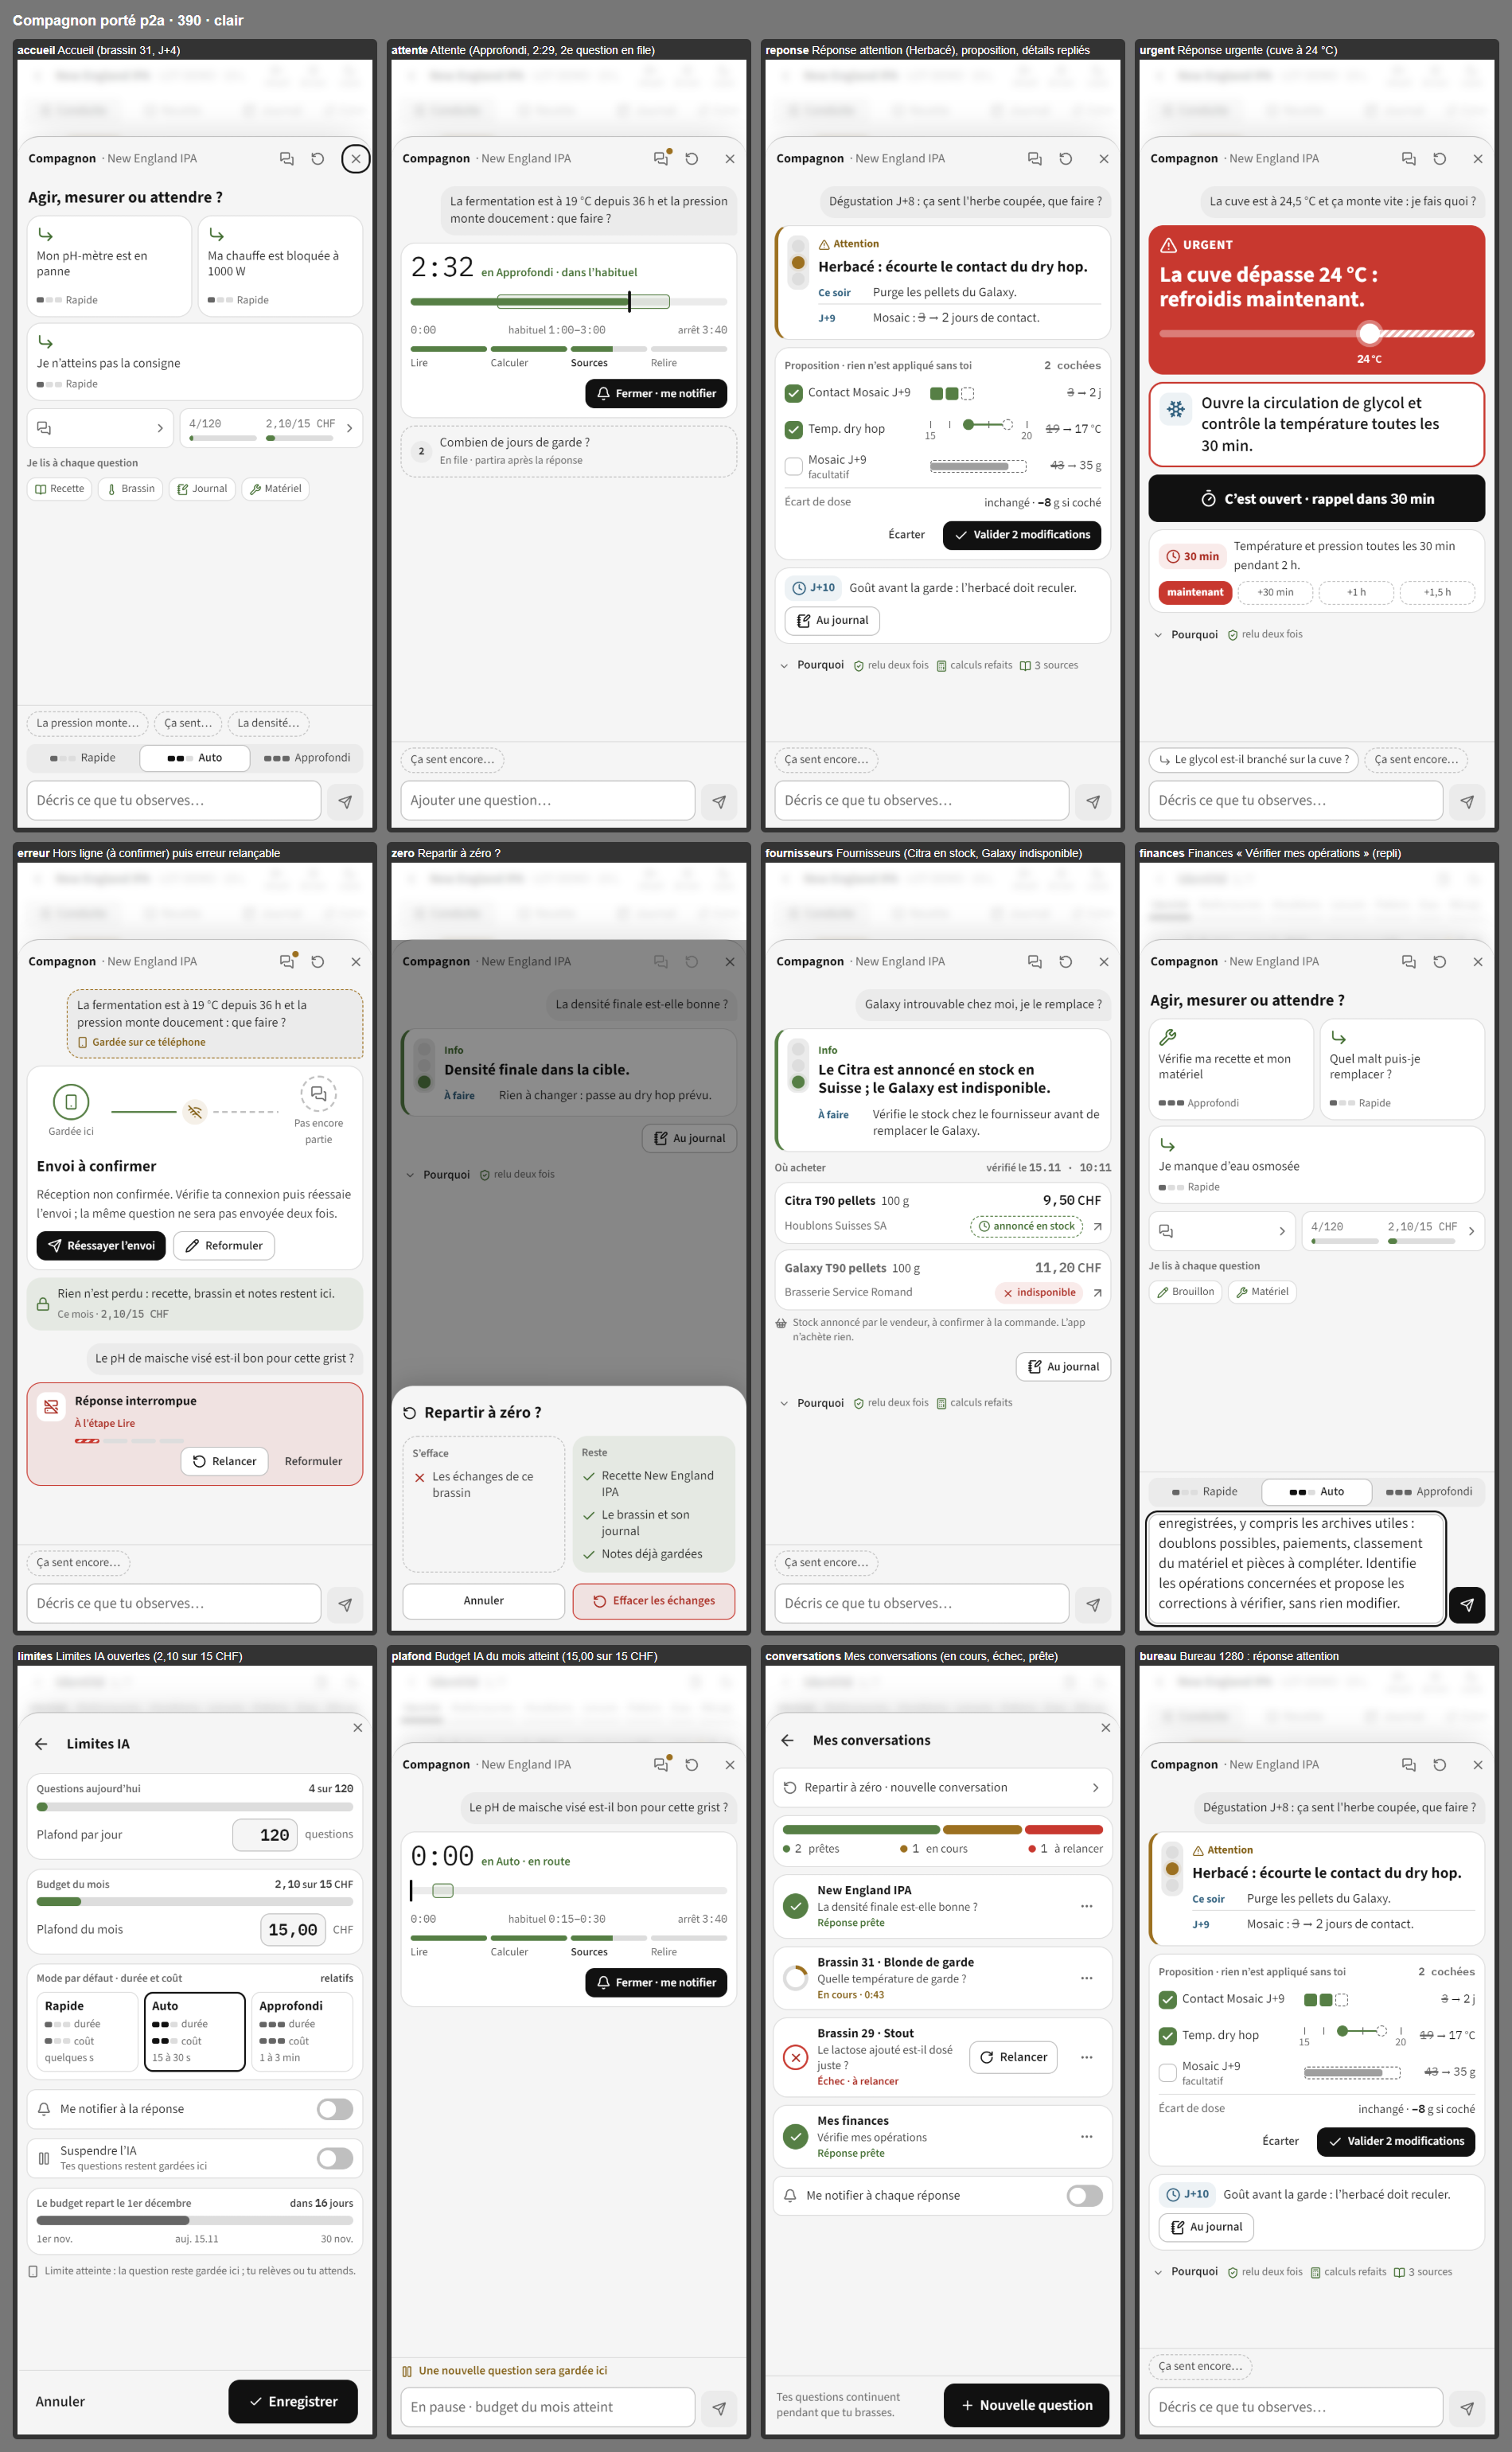 Compagnon porté p2a · 390 · clair
accueil Accueil (brassin 31, J+4)
Compagnon · New England IPA
Agir, mesurer ou attendre ?
Mon pH-mètre est en
panne
Rapide
Ma chauffe est bloquée à
1000 W
Rapide
Je n'atteins pas la consigne
Rapide
4/120
2,10/15 CHF
Je lis à chaque question
Recette
Brassin
Journal
Matériel
La pression monte…
Ça sent…
La densité…
Rapide
Auto
Approfondi
Décris ce que tu observes…
attente Attente (Approfondi, 2:29, 2e question en file)
Compagnon · New England IPA
La fermentation est à 19 °C depuis 36 h et la pression
monte doucement : que faire ?
2:32 en Approfondi · dans l'habituel
0:00 habituel 1:00–3:00 arrêt 3:40
Lire Calculer Sources Relire
Fermer · me notifier
2 Combien de jours de garde ?
En file · partira après la réponse
Ça sent encore…
Ajouter une question…
reponse Réponse attention (Herbacé), proposition, détails repliés
Compagnon · New England IPA
Dégustation J+8 : ça sent l'herbe coupée, que faire ?
Attention
Herbacé : écourte le contact du dry hop.
Ce soir Purge les pellets du Galaxy.
J+9 Mosaic : 3 → 2 jours de contact.
Proposition · rien n'est appliqué sans toi 2 cochées
Contact Mosaic J+9 3 → 2 j
Temp. dry hop 15 20 19 → 17 °C
Mosaic J+9 43 → 35 g
facultatif
Écart de dose inchangé · −8 g si coché
Écarter
Valider 2 modifications
J+10 Goût avant la garde : l'herbacé doit reculer.
Au journal
Pourquoi relu deux fois calculs refaits 3 sources
Ça sent encore…
Décris ce que tu observes…
urgent Réponse urgente (cuve à 24 °C)
Compagnon · New England IPA
La cuve est à 24,5 °C et ça monte vite : je fais quoi ?
URGENT
La cuve dépasse 24 °C :
refroidis maintenant.
24 °C
Ouvre la circulation de glycol et
contrôle la température toutes les
30 min.
C'est ouvert · rappel dans 30 min
30 min Température et pression toutes les 30 min
pendant 2 h.
maintenant +30 min +1 h +1,5 h
Pourquoi relu deux fois
Le glycol est-il branché sur la cuve ?
Ça sent encore…
Décris ce que tu observes…
erreur Hors ligne (à confirmer) puis erreur relançable
Compagnon · New England IPA
La fermentation est à 19 °C depuis 36 h et la
pression monte doucement : que faire ?
Gardée sur ce téléphone
Gardée ici
Pas encore
partie
Envoi à confirmer
Réception non confirmée. Vérifie ta connexion puis réessaie
l'envoi ; la même question ne sera pas envoyée deux fois.
Réessayer l'envoi
Reformuler
Rien n'est perdu : recette, brassin et notes restent ici.
Ce mois · 2,10/15 CHF
Le pH de maische visé est-il bon pour cette grist ?
Réponse interrompue
À l'étape Lire
Relancer
Reformuler
Ça sent encore…
Décris ce que tu observes…
zero Repartir à zéro ?
Compagnon · New England IPA
La densité finale est-elle bonne ?
Info
Densité finale dans la cible.
À faire Rien à changer : passe au dry hop prévu.
Au journal
Pourquoi relu deux fois
Repartir à zéro ?
S'efface
Les échanges de ce
brassin
Reste
Recette New England
IPA
Le brassin et son
journal
Notes déjà gardées
Annuler
Effacer les échanges
fournisseurs Fournisseurs (Citra en stock, Galaxy indisponible)
Compagnon · New England IPA
Galaxy introuvable chez moi, je le remplace ?
Info
Le Citra est annoncé en stock en
Suisse ; le Galaxy est indisponible.
À faire Vérifie le stock chez le fournisseur avant de
remplacer le Galaxy.
Où acheter vérifié le 15.11 · 10:11
Citra T90 pellets 100 g 9,50 CHF
Houblons Suisses SA annoncé en stock
Galaxy T90 pellets 100 g 11,20 CHF
Brasserie Service Romand indisponible
Stock annoncé par le vendeur, à confirmer à la commande. L'app
n'achète rien.
Au journal
Pourquoi relu deux fois calculs refaits
Ça sent encore…
Décris ce que tu observes…
finances Finances « Vérifier mes opérations » (repli)
Compagnon · New England IPA
Agir, mesurer ou attendre ?
Vérifie ma recette et mon
matériel
Approfondi
Quel malt puis-je
remplacer ?
Rapide
Je manque d'eau osmosée
Rapide
4/120
2,10/15 CHF
Je lis à chaque question
Brouillon
Matériel
Rapide
Auto
Approfondi
enregistrées, y compris les archives utiles :
doublons possibles, paiements, classement
du matériel et pièces à compléter. Identifie
les opérations concernées et propose les
corrections à vérifier, sans rien modifier.
limites Limites IA ouvertes (2,10 sur 15 CHF)
Limites IA
Questions aujourd'hui 4 sur 120
Plafond par jour 120 questions
Budget du mois 2,10 sur 15 CHF
Plafond du mois 15,00 CHF
Mode par défaut · durée et coût relatifs
Rapide
durée
coût
quelques s
Auto
durée
coût
15 à 30 s
Approfondi
durée
coût
1 à 3 min
Me notifier à la réponse
Suspendre l'IA
Tes questions restent gardées ici
Le budget repart le 1er décembre dans 16 jours
1er nov. auj. 15.11 30 nov.
Limite atteinte : la question reste gardée ici ; tu relèves ou tu attends.
Annuler
Enregistrer
plafond Budget IA du mois atteint (15,00 sur 15 CHF)
Compagnon · New England IPA
Le pH de maische visé est-il bon pour cette grist ?
0:00 en Auto · en route
0:00 habituel 0:15–0:30 arrêt 3:40
Lire Calculer Sources Relire
Fermer · me notifier
Une nouvelle question sera gardée ici
En pause · budget du mois atteint
conversations Mes conversations (en cours, échec, prête)
Mes conversations
Repartir à zéro · nouvelle conversation
2 prêtes 1 en cours 1 à relancer
New England IPA
La densité finale est-elle bonne ?
Réponse prête
Brassin 31 · Blonde de garde
Quelle température de garde ?
En cours · 0:43
Brassin 29 · Stout
Le lactose ajouté est-il dosé
juste ?
Échec · à relancer
Relancer
Mes finances
Vérifie mes opérations
Réponse prête
Me notifier à chaque réponse
Tes questions continuent
pendant que tu brasses.
Nouvelle question
bureau Bureau 1280 : réponse attention
Compagnon · New England IPA
Dégustation J+8 : ça sent l'herbe coupée, que faire ?
Attention
Herbacé : écourte le contact du dry hop.
Ce soir Purge les pellets du Galaxy.
J+9 Mosaic : 3 → 2 jours de contact.
Proposition · rien n'est appliqué sans toi 2 cochées
Contact Mosaic J+9 3 → 2 j
Temp. dry hop 15 20 19 → 17 °C
Mosaic J+9 43 → 35 g
facultatif
Écart de dose inchangé · −8 g si coché
Écarter
Valider 2 modifications
J+10 Goût avant la garde : l'herbacé doit reculer.
Au journal
Pourquoi relu deux fois calculs refaits 3 sources
Ça sent encore…
Décris ce que tu observes…